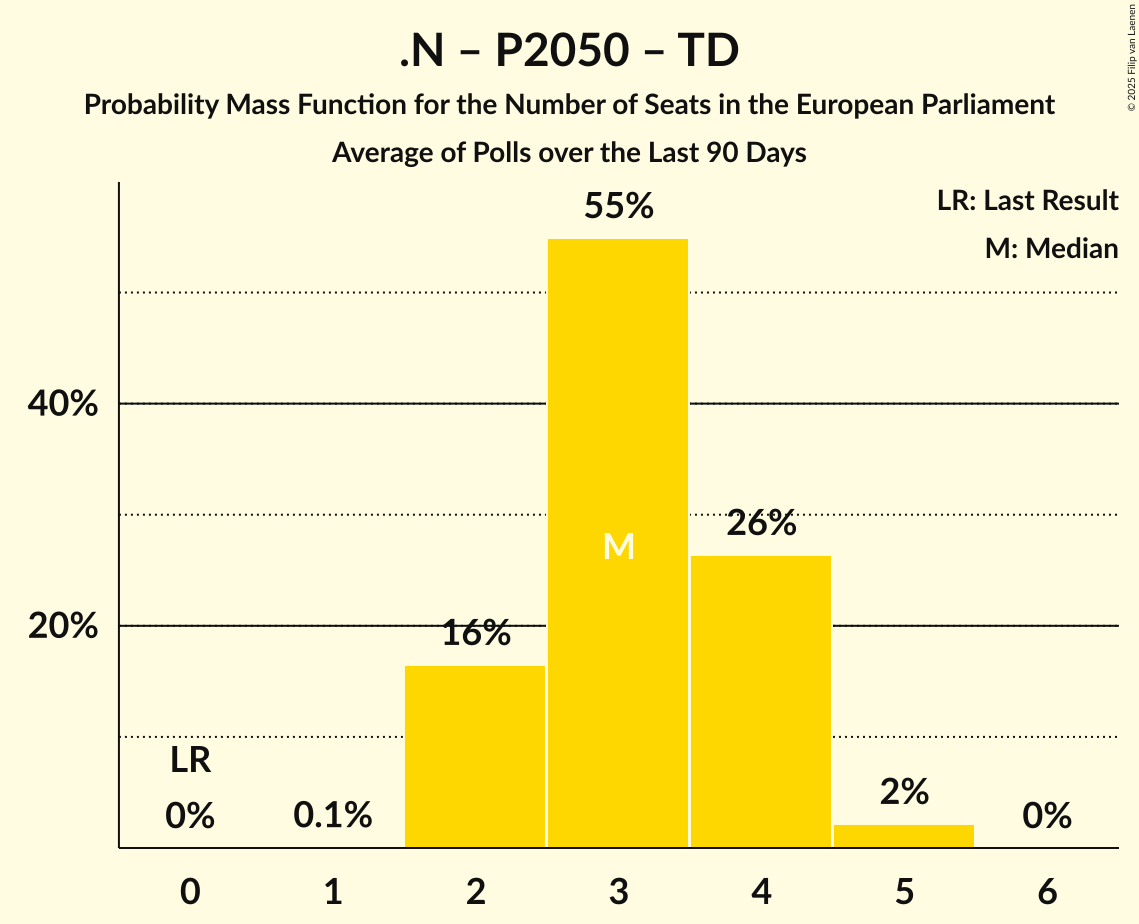 .N – P2050 – TD
Probability Mass Function for the Number of Seats in the European Parliament
Average of Polls over the Last 90 Days
© 2025 Filip van Laenen
LR: Last Result
M: Median
55%
40%
26%
M
20%
16%
LR
0%
0.1%
2%
0%
0 1 2 3 4 5 6